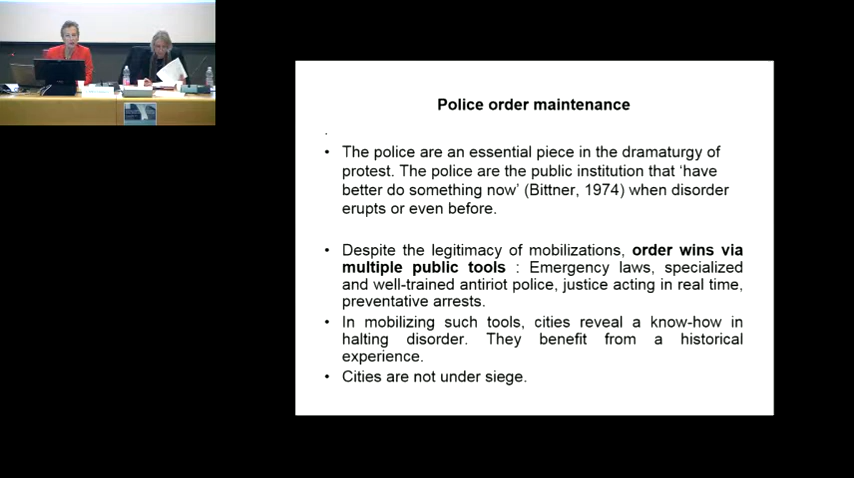 Police order maintenance
.
• The police are an essential piece in the dramaturgy of
protest. The police are the public institution that ‘have
better do something now’ (Bittner, 1974) when disorder
erupts or even before.
• Despite the legitimacy of mobilizations, order wins via
multiple public tools : Emergency laws, specialized
and well-trained antiriot police, justice acting in real time,
preventative arrests.
• In mobilizing such tools, cities reveal a know-how in
halting disorder. They benefit from a historical
experience.
• Cities are not under siege.